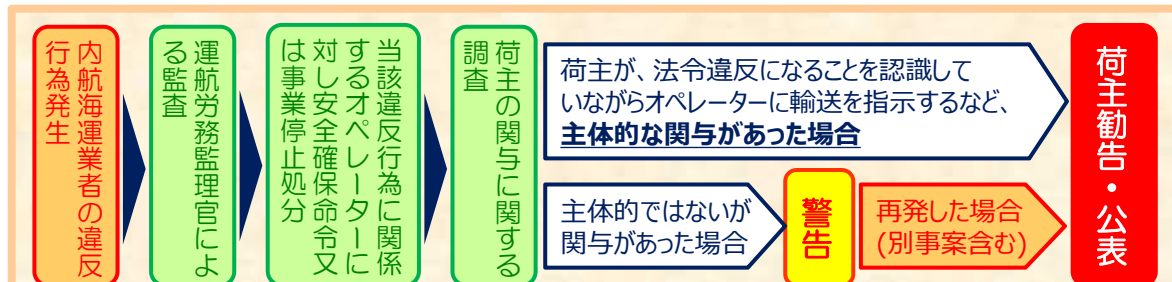 内航海運業者の違反
行為発生
運航労務監理官によ
る監査
当該違反行為に関係
するオペレーターに
対し安全確保命令又
は事業停止処分
荷主の関与に関する
調査
荷主が、法令違反になることを認識して
いながらオペレーターに輸送を指示するなど、
主体的な関与があった場合
主体的ではないが
関与があった場合
警告
再発した場合
(別事案含む)
荷主勧告・公表